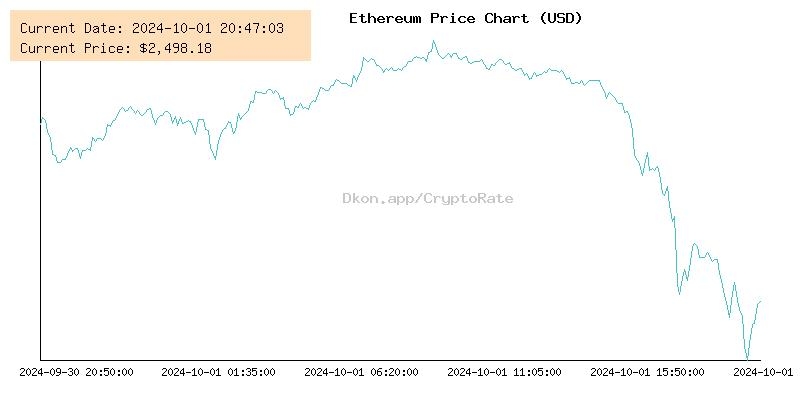 Ethereum Price Chart (USD)
Current Date: 2024-10-01 20:47:03
Current Price: $2,498.18
Dkon.app/CryptoRate
2024-09-30 20:50:00 2024-10-01 01:35:00 2024-10-01 06:20:00 2024-10-01 11:05:00 2024-10-01 15:50:00 2024-10-01